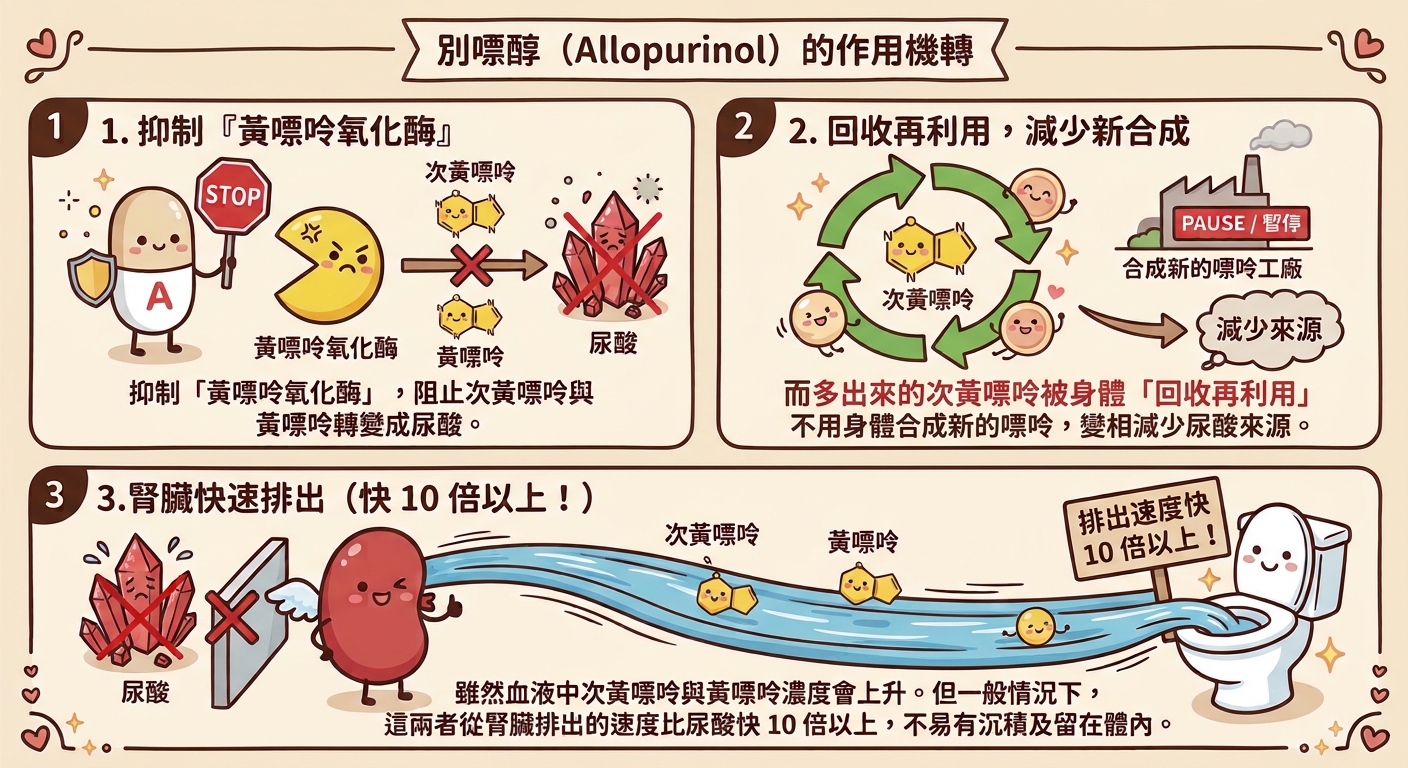 別嘌醇（Allopurinol）的作用機轉
1
1. 抑制『黃嘌呤氧化酶』
STOP
A
次黃嘌呤
黃嘌呤氧化酶
黃嘌呤
尿酸
抑制「黃嘌呤氧化酶」，阻止次黃嘌呤與
黃嘌呤轉變成尿酸。
2
2. 回收再利用，減少新合成
N
N
N
N
次黃嘌呤
PAUSE / 暫停
合成新的嘌呤工廠
減少來源
而多出來的次黃嘌呤被身體「回收再利用」
不用身體合成新的嘌呤，變相減少尿酸來源。
3
3.腎臟快速排出（快 10 倍以上！）
尿酸
次黃嘌呤
黃嘌呤
排出速度快
10 倍以上！
雖然血液中次黃嘌呤與黃嘌呤濃度會上升。但一般情況下，
這兩者從腎臟排出的速度比尿酸快 10 倍以上，不易有沉積及留在體內。